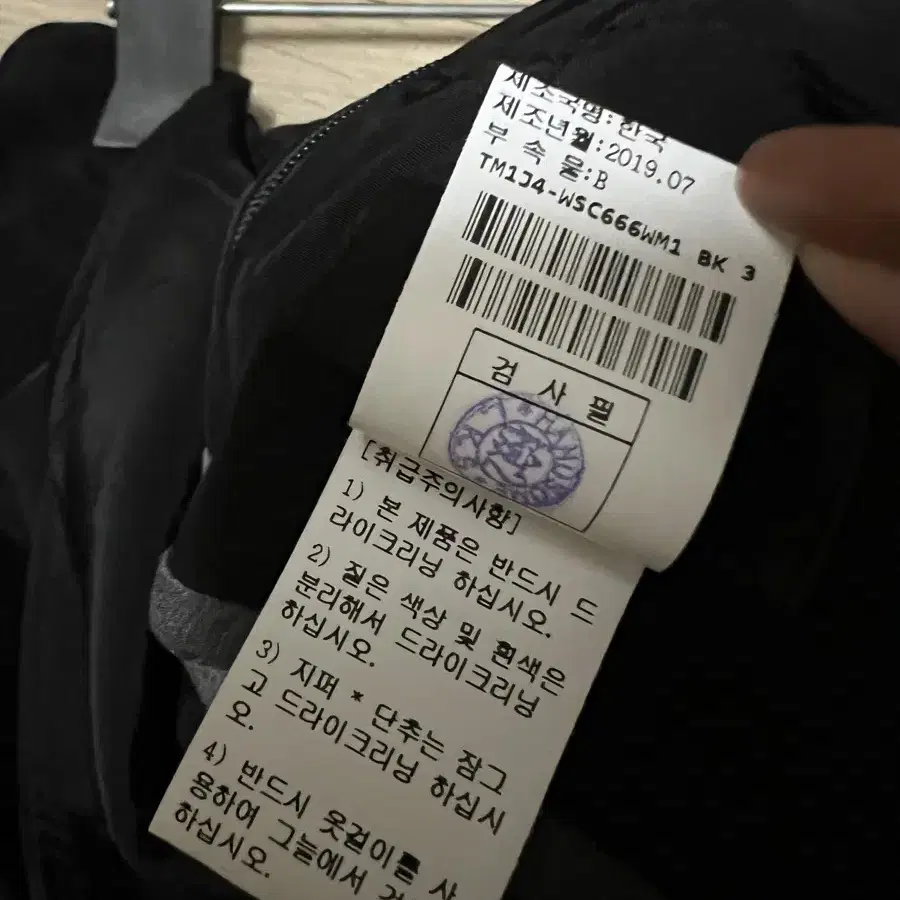 제조국명:한국
제조년월:2019.07
부 속 물:B
TM1J4-WSC666WM1 BK 3
검 사 필
[취급주의사항]
1) 본 제품은 반드시 드
라이크리닝 하십시오.
2) 짙은 색상 및 흰색은
분리해서 드라이크리닝
하십시오.
3) 지퍼 * 단추는 잠그
고 드라이크리닝 하십시
오.
4) 반드시 옷걸이를 사
용하여 그늘에서
하십시오.